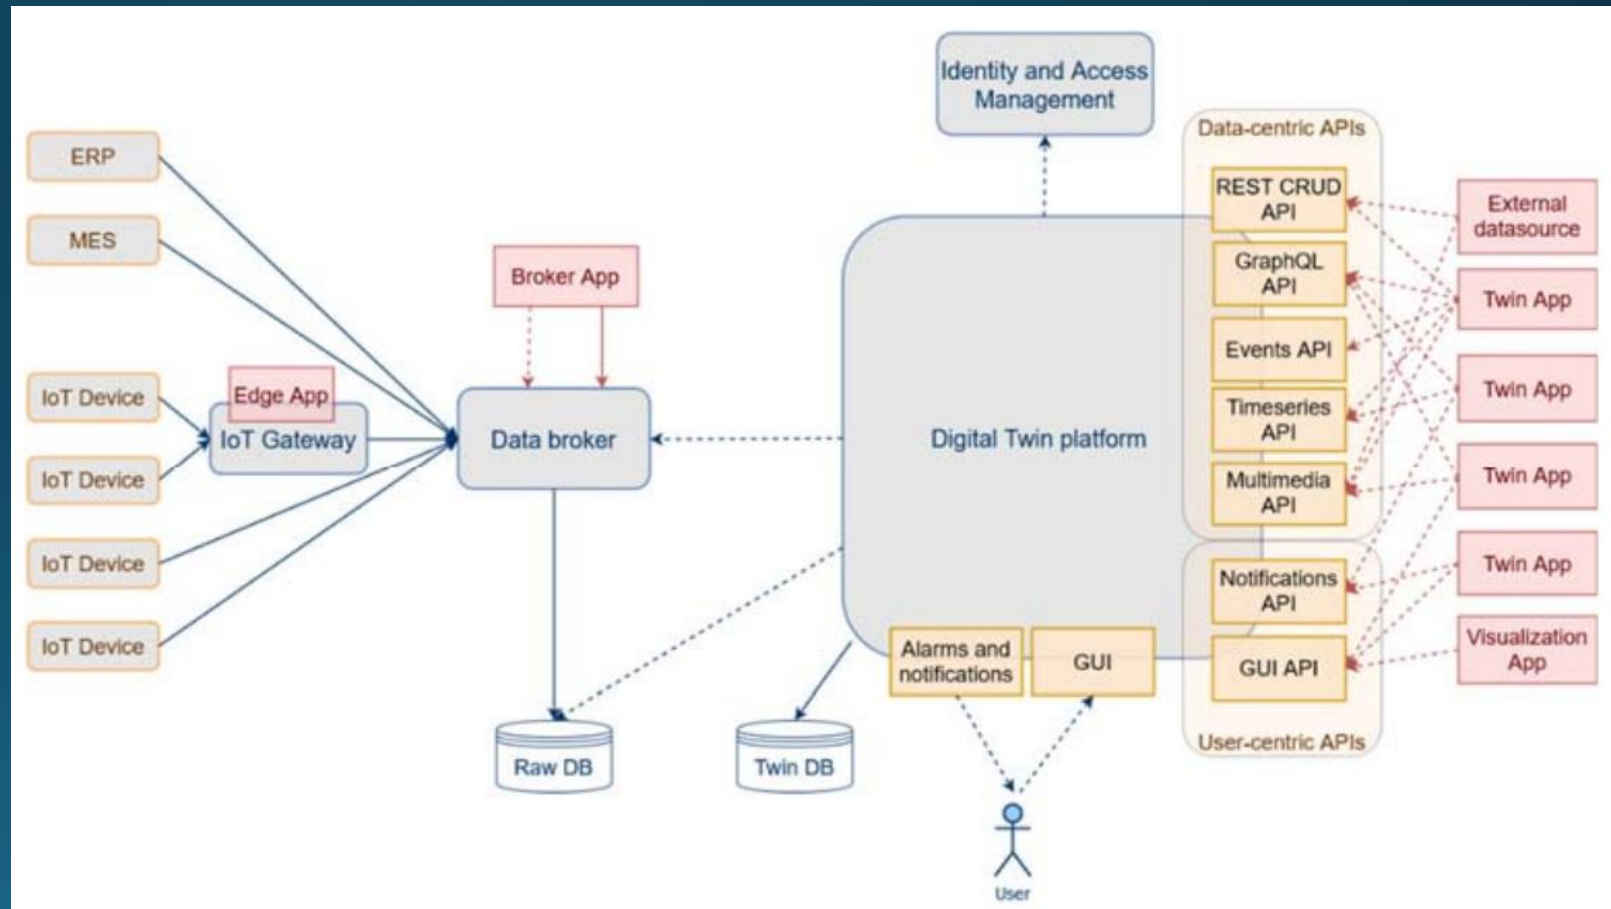 Identity and Access
Management
Data-centric APIs
ERP
MES
Broker App
REST CRUD
API
GraphQL
API
Events API
Timeseries
API
Multimedia
API
External
datasource
Twin App
Twin App
Twin App
Twin App
Visualization
App
IoT Device
Edge App
IoT Gateway
IoT Device
IoT Device
IoT Device
Data broker
Digital Twin platform
Notifications
API
GUI API
User-centric APIs
Alarms and
notifications
GUI
Raw DB
Twin DB
User